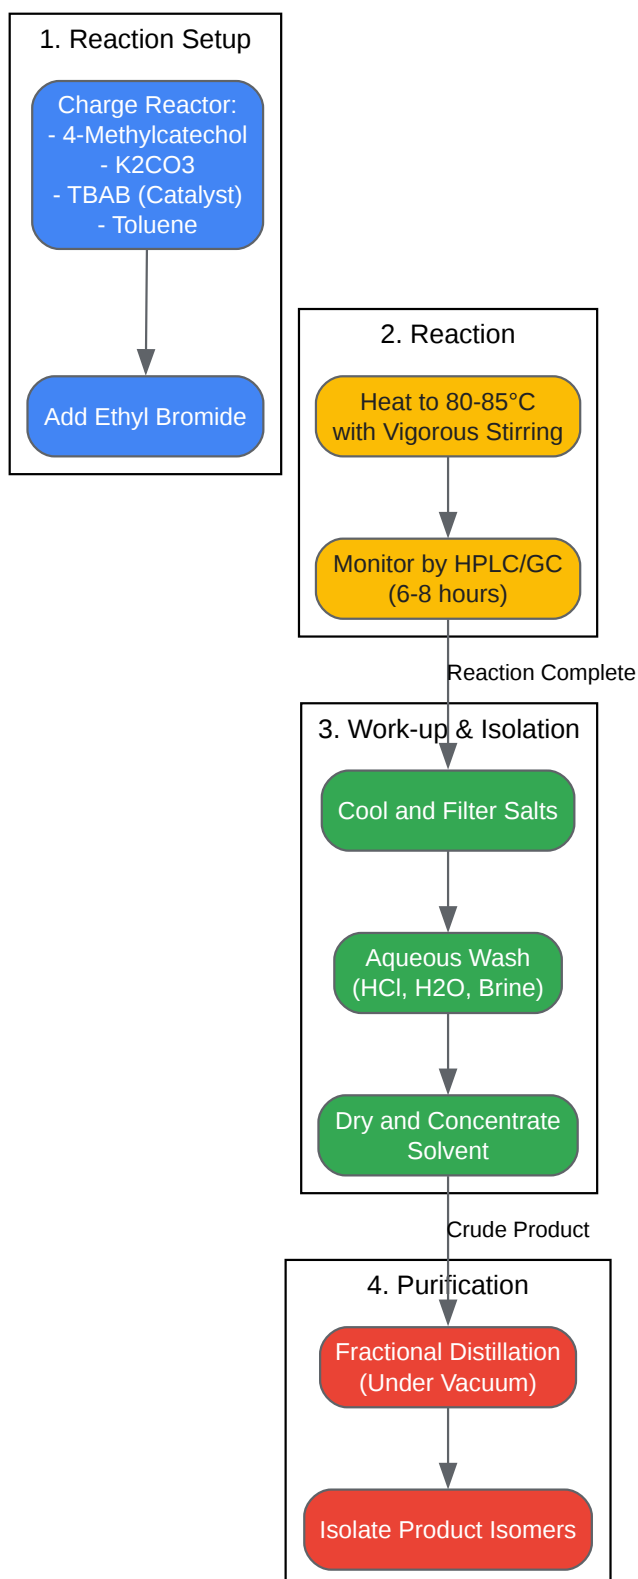 1. Reaction Setup
Charge Reactor:
- 4-Methylcatechol
- K2CO3
- TBAB (Catalyst)
- Toluene
Add Ethyl Bromide
2. Reaction
Heat to 80-85°C
with Vigorous Stirring
Monitor by HPLC/GC
(6-8 hours)
Reaction Complete
3. Work-up & Isolation
Cool and Filter Salts
Aqueous Wash
(HCl, H2O, Brine)
Dry and Concentrate
Solvent
Crude Product
4. Purification
Fractional Distillation
(Under Vacuum)
Isolate Product Isomers